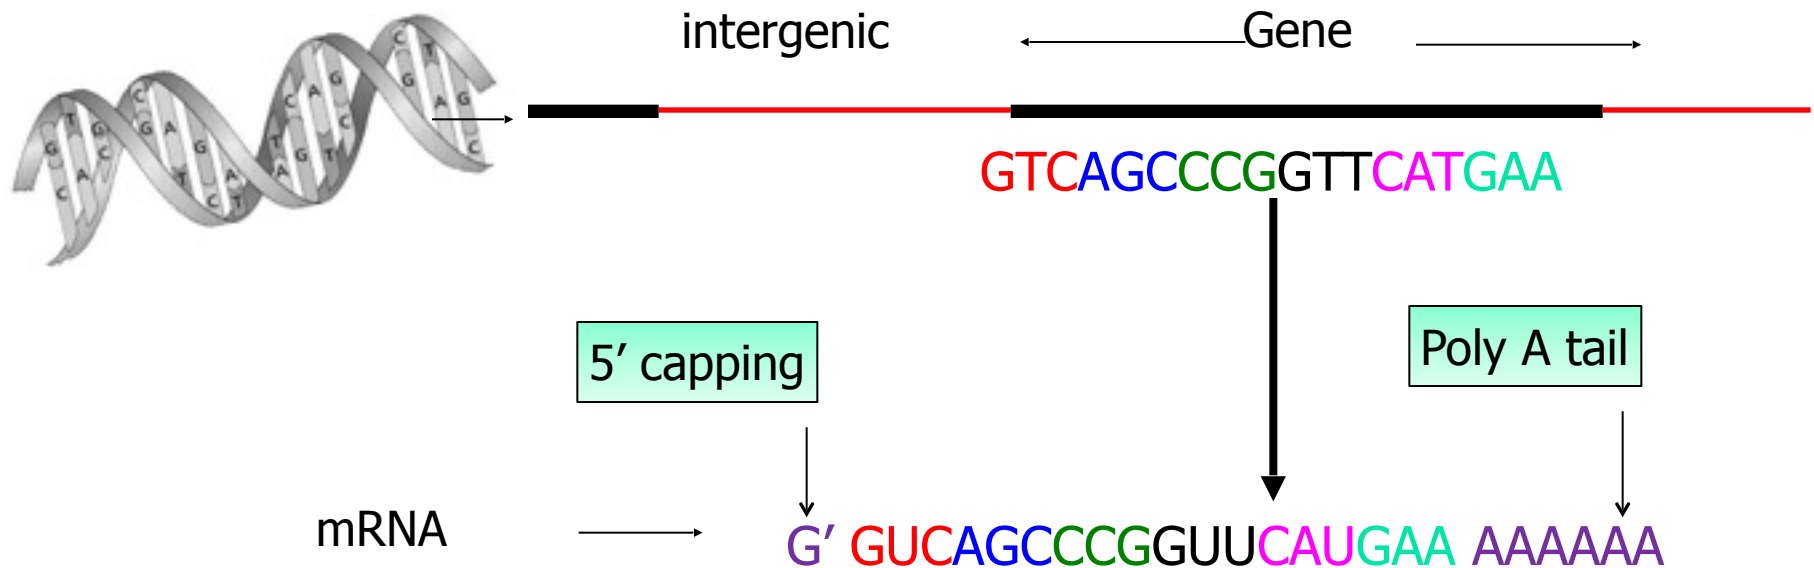 intergenic
Gene
GTCAGCCCGGTTCATGAA
5′ capping
Poly A tail
mRNA
G′ GUCAGCCCGGUUCAUGAA AAAAAA